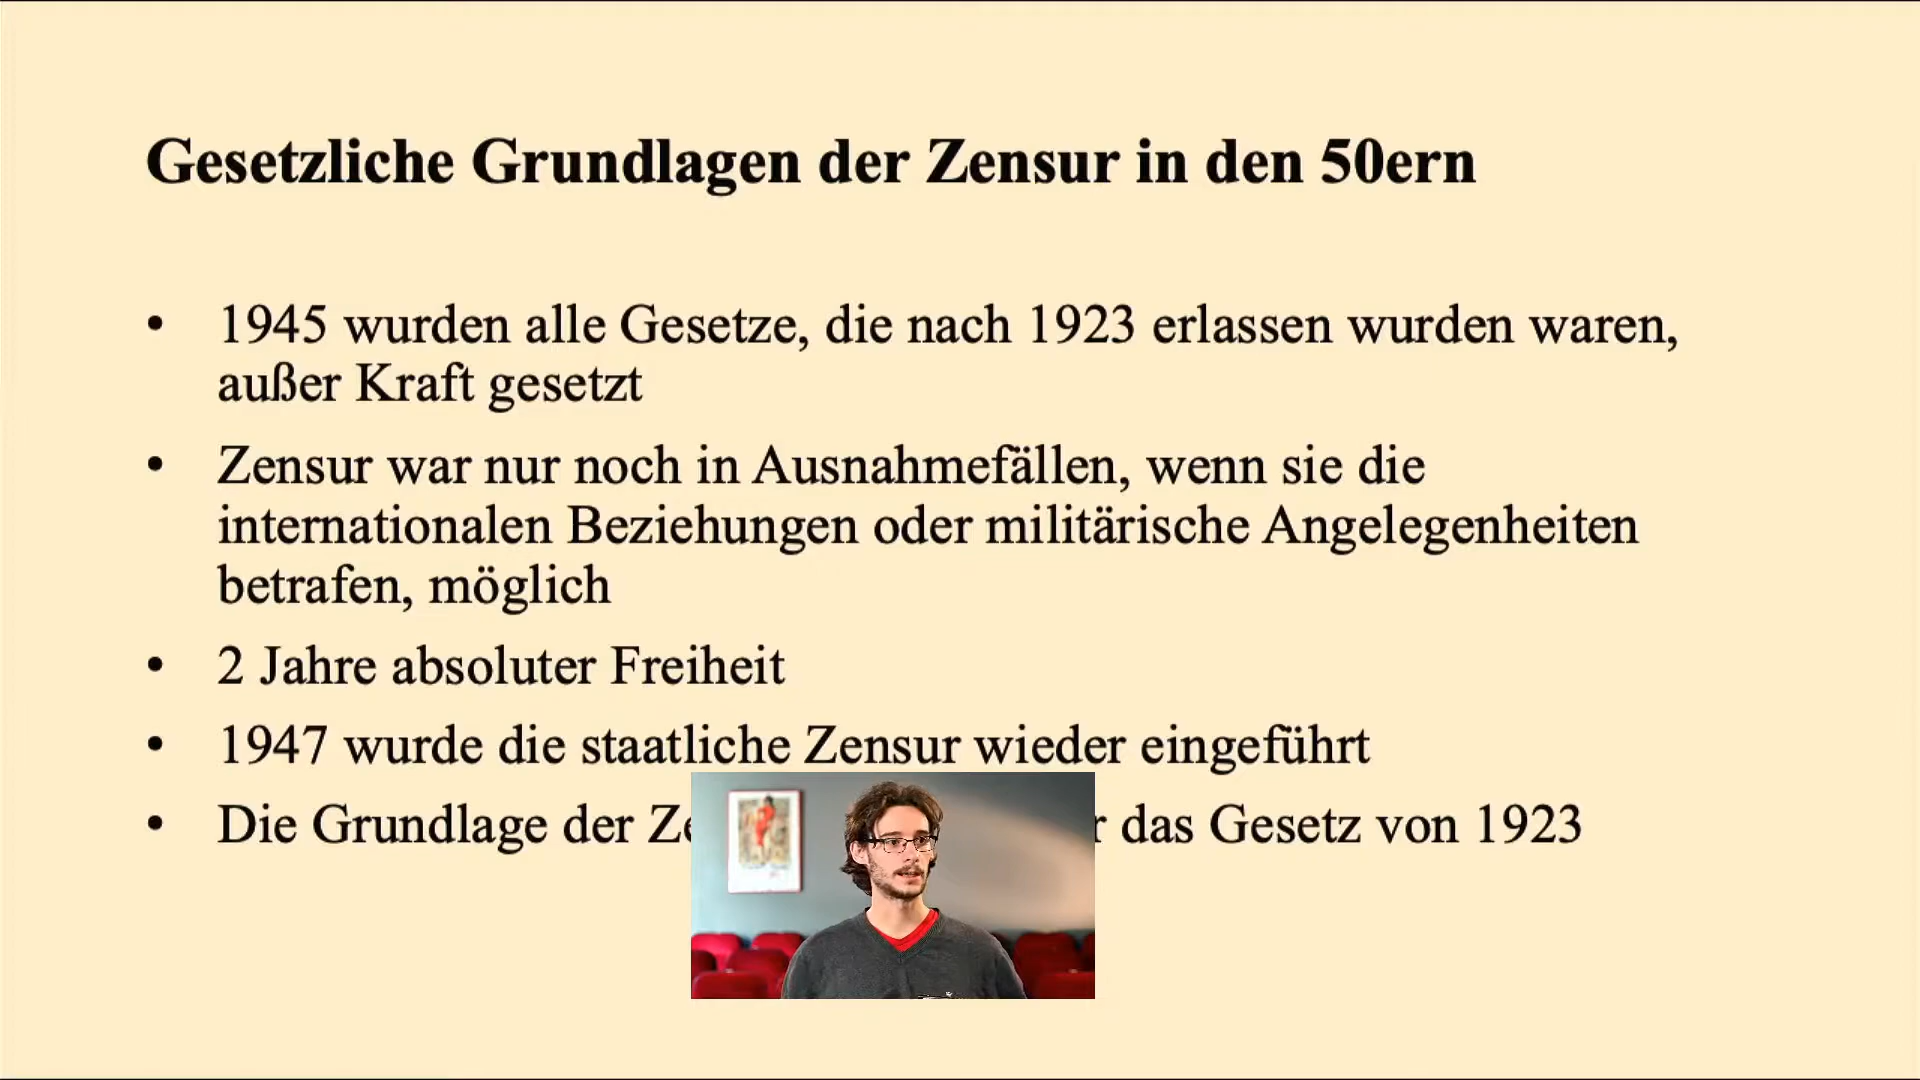 Gesetzliche Grundlagen der Zensur in den 50ern
• 1945 wurden alle Gesetze, die nach 1923 erlassen wurden waren,
außer Kraft gesetzt
• Zensur war nur noch in Ausnahmefällen, wenn sie die
internationalen Beziehungen oder militärische Angelegenheiten
betrafen, möglich
• 2 Jahre absoluter Freiheit
• 1947 wurde die staatliche Zensur wieder eingeführt
• Die Grundlage der das Gesetz von 1923